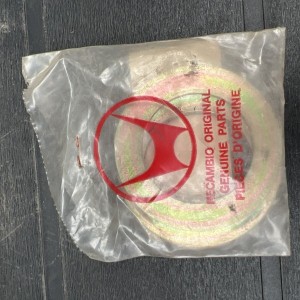 RECAMBIO ORIGINAL
GENUINE PARTS
PIECES D'ORIGINE